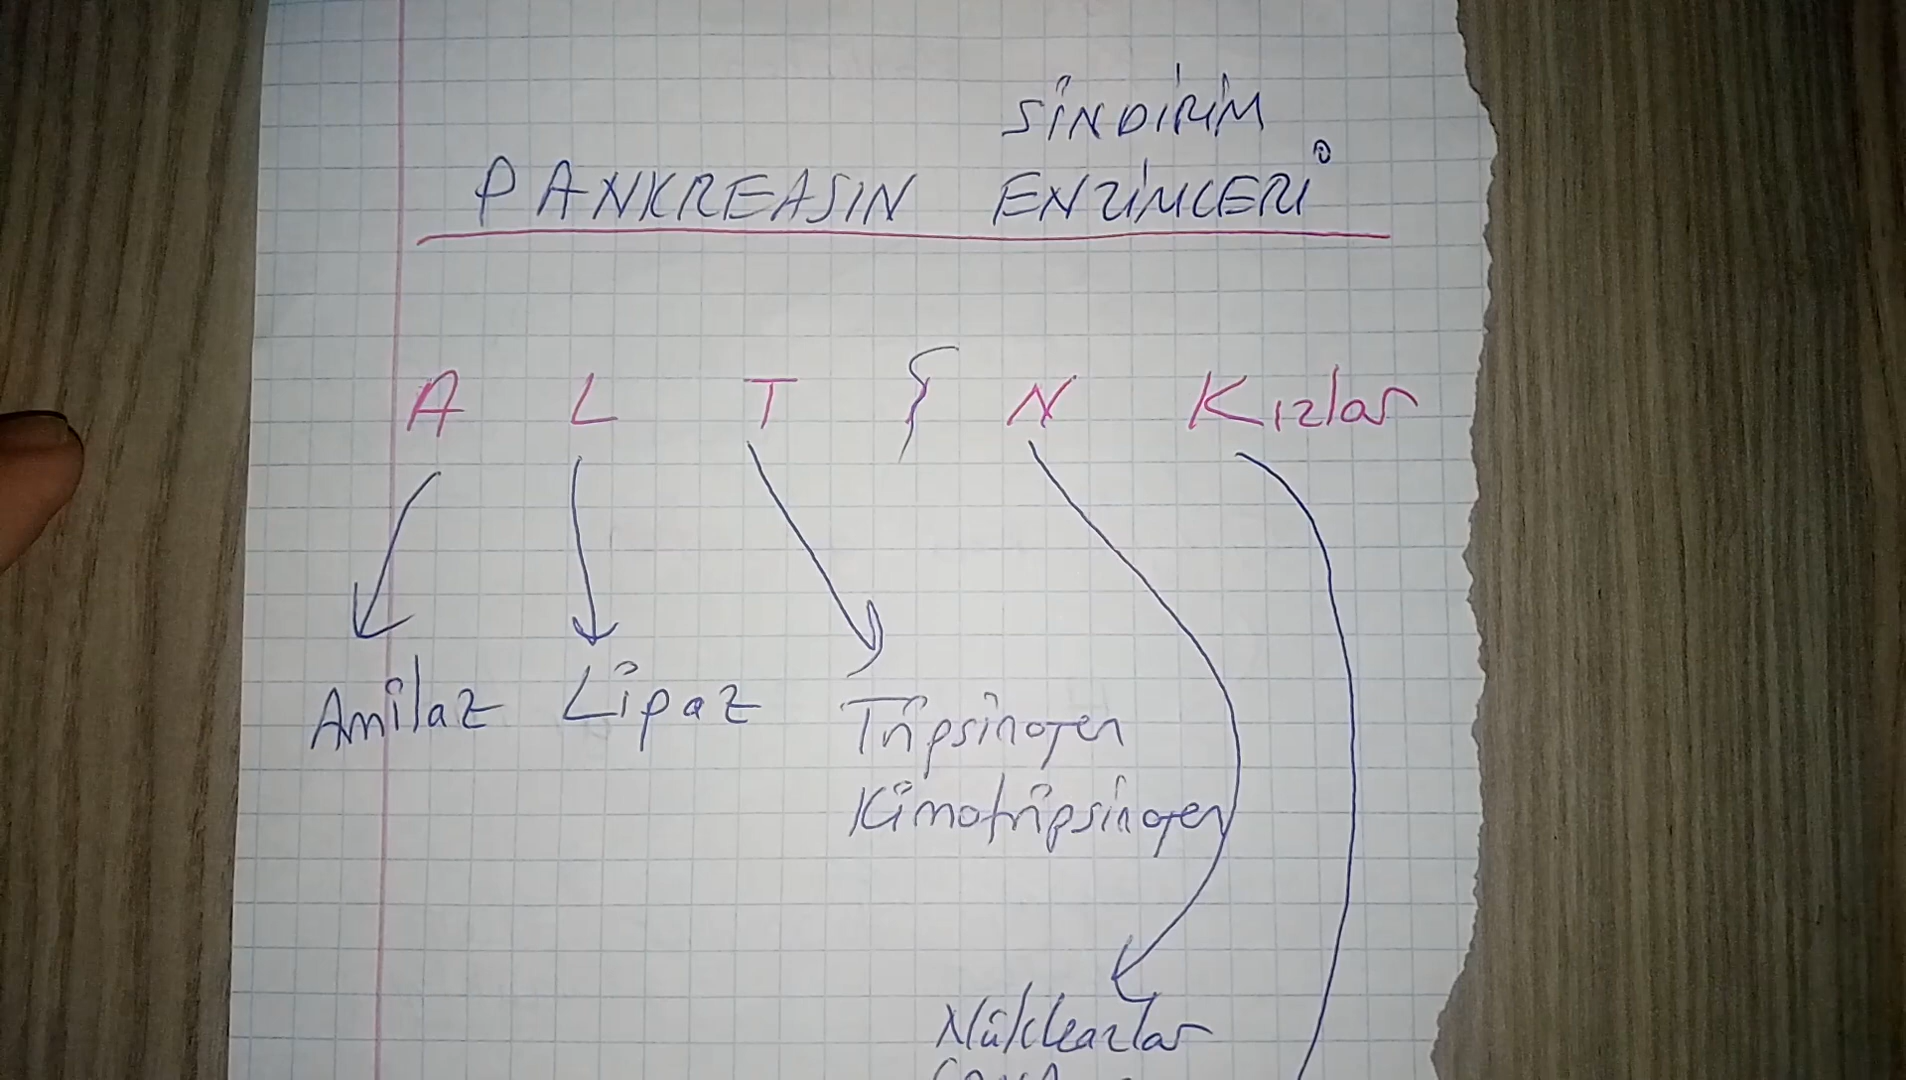 SİNDİRİM
PANKREASIN ENZİMLERİ
A L T N Kızlar
Amilaz Lipaz
Tripsinojen
Kimotripsinojen
Nükleazlar